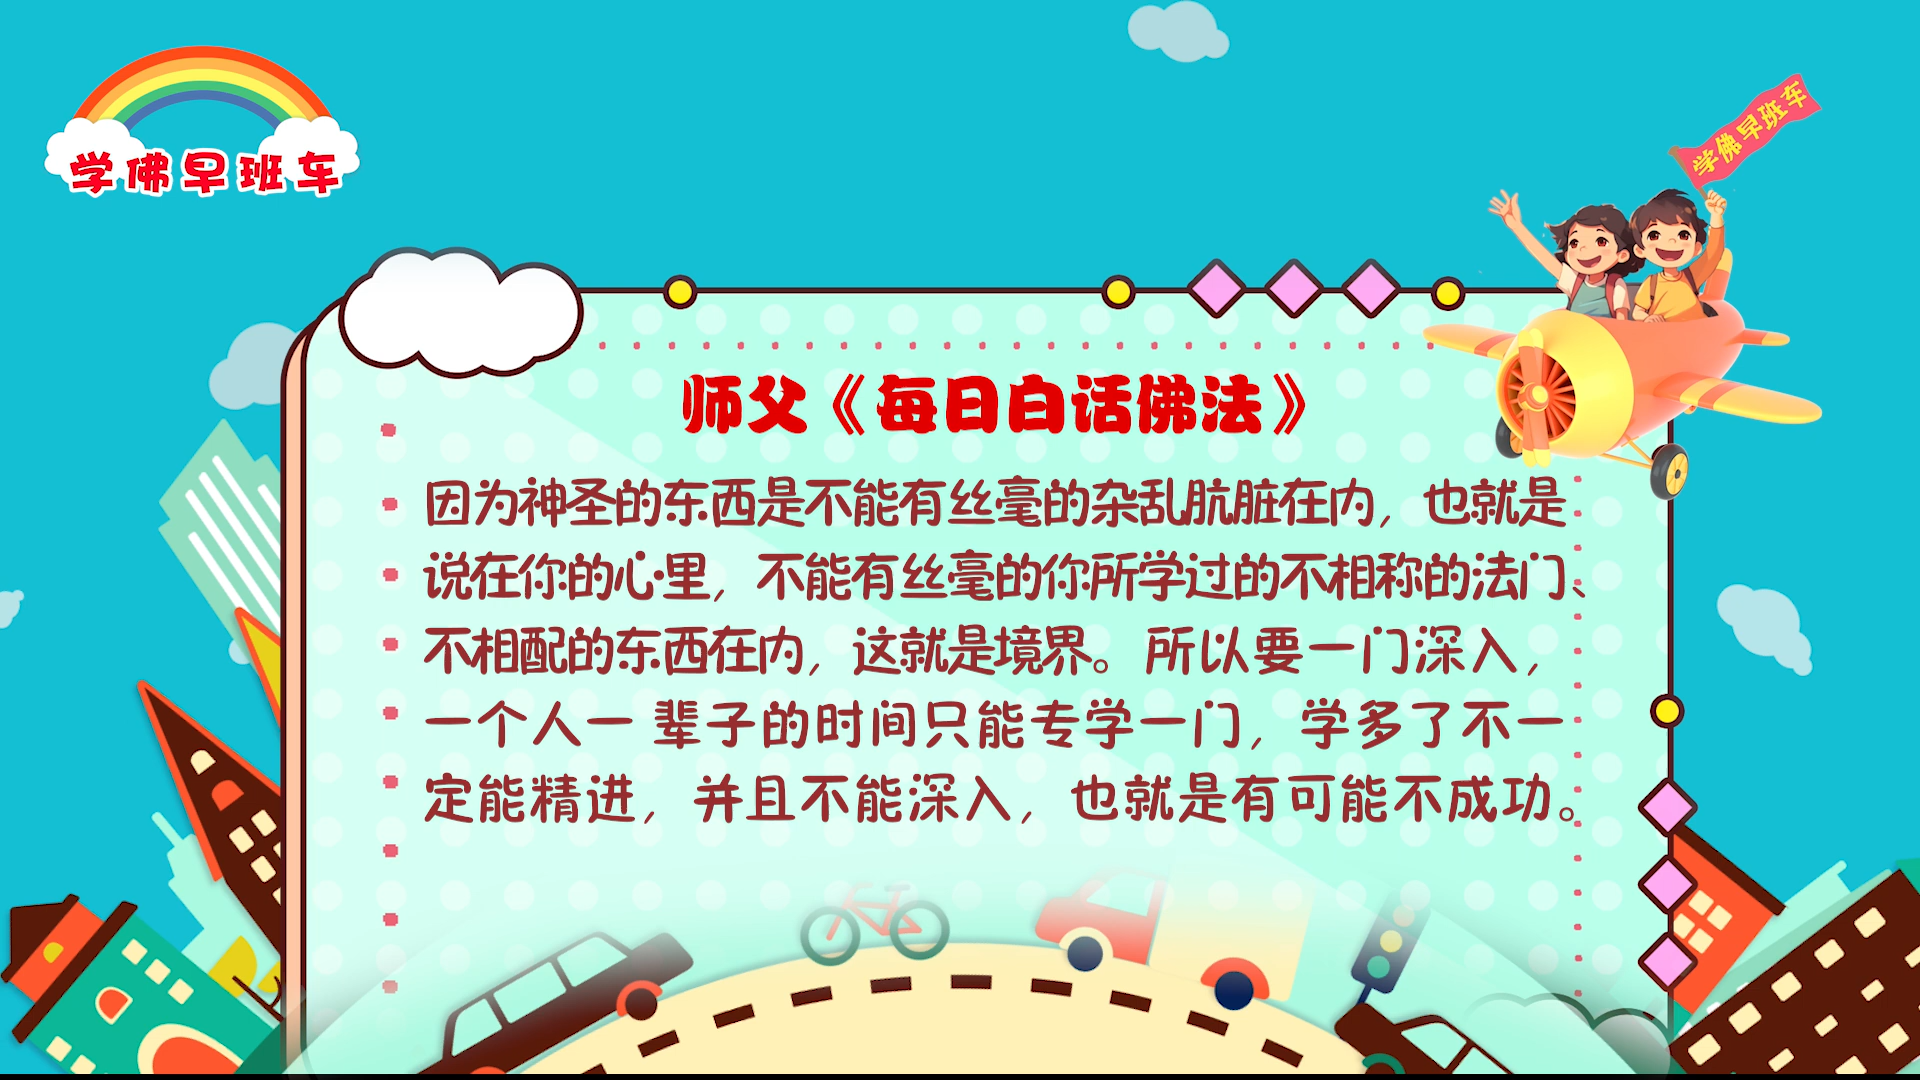 学佛早班车
学佛早班车
师父《每日白话佛法》
因为神圣的东西是不能有丝毫的杂乱肮脏在内，也就是
说在你的心里，不能有丝毫的你所学过的不相称的法门、
不相配的东西在内，这就是境界。所以要一门深入，
一个人一 辈子的时间只能专学一门，学多了不一
定能精进，并且不能深入，也就是有可能不成功。